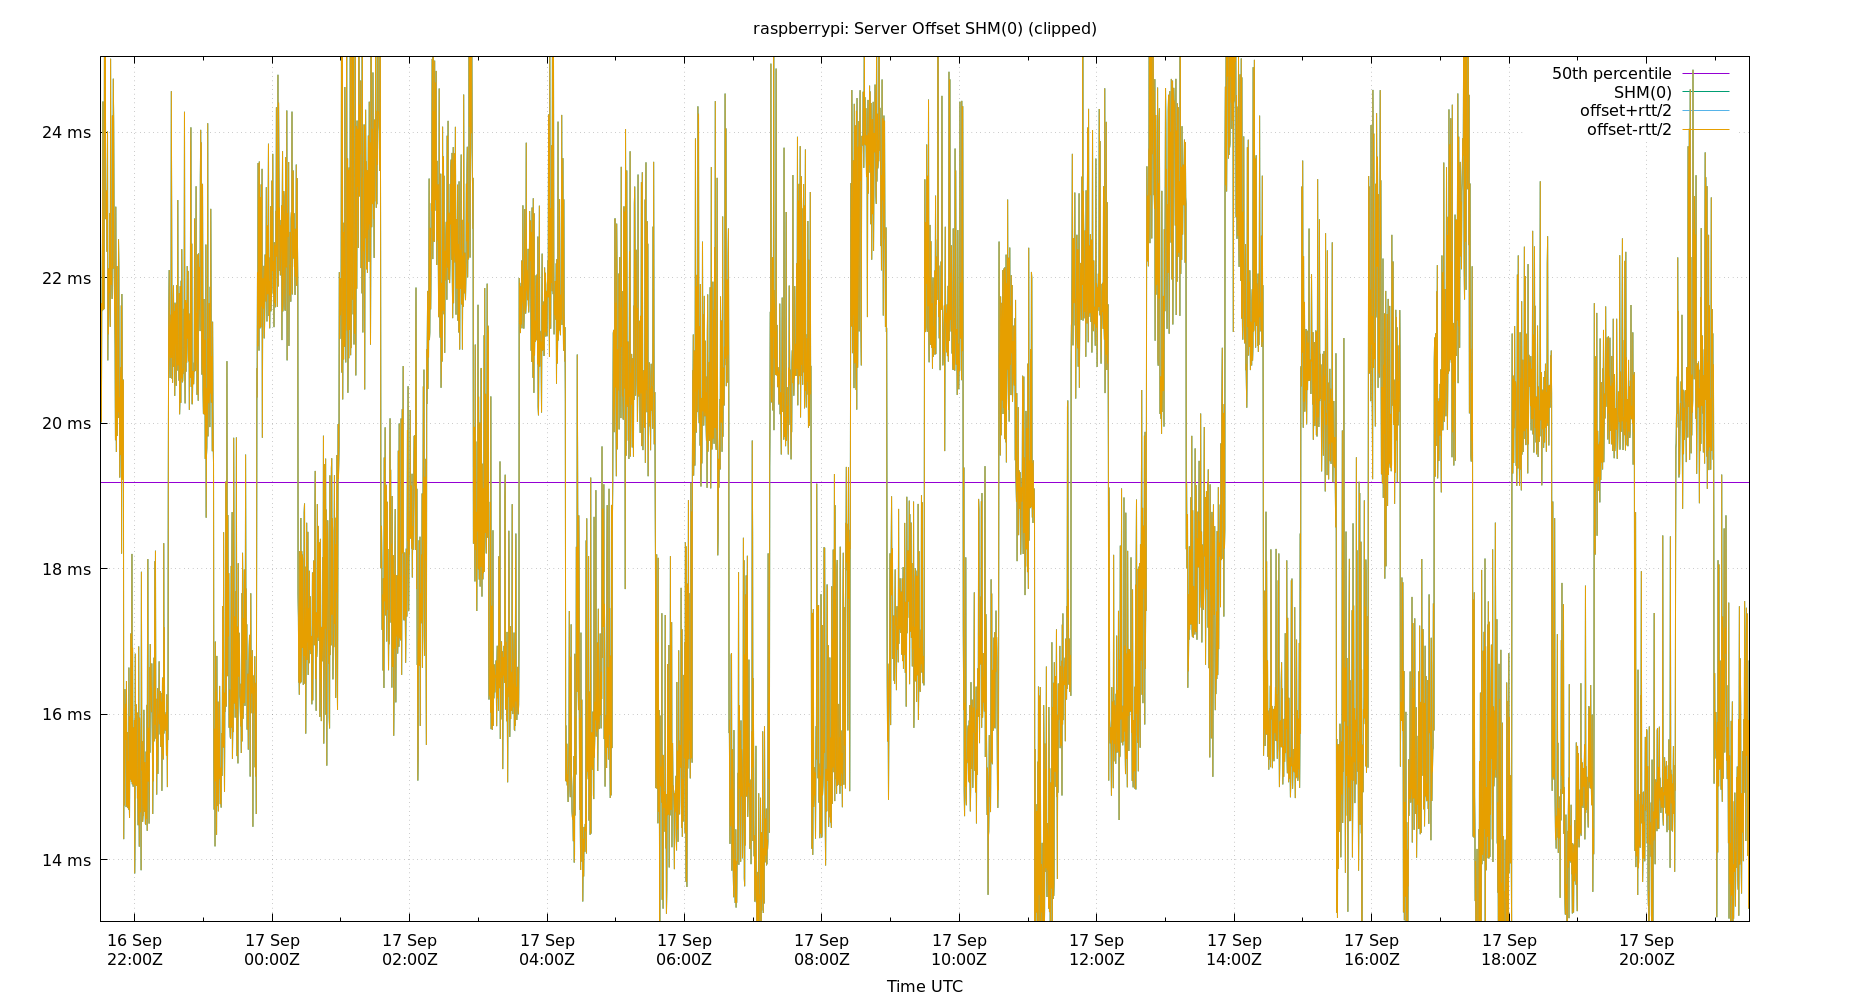 raspberrypi: Server Offset SHM(0) (clipped)
50th percentile
SHM(0)
offset+rtt/2
offset-rtt/2
24 ms
22 ms
20 ms
18 ms
16 ms
14 ms
16 Sep 17 Sep 17 Sep 17 Sep 17 Sep 17 Sep 17 Sep 17 Sep 17 Sep 17 Sep 17 Sep 17 Sep
22:00Z 00:00Z 02:00Z 04:00Z 06:00Z 08:00Z 10:00Z 12:00Z 14:00Z 16:00Z 18:00Z 20:00Z
Time UTC